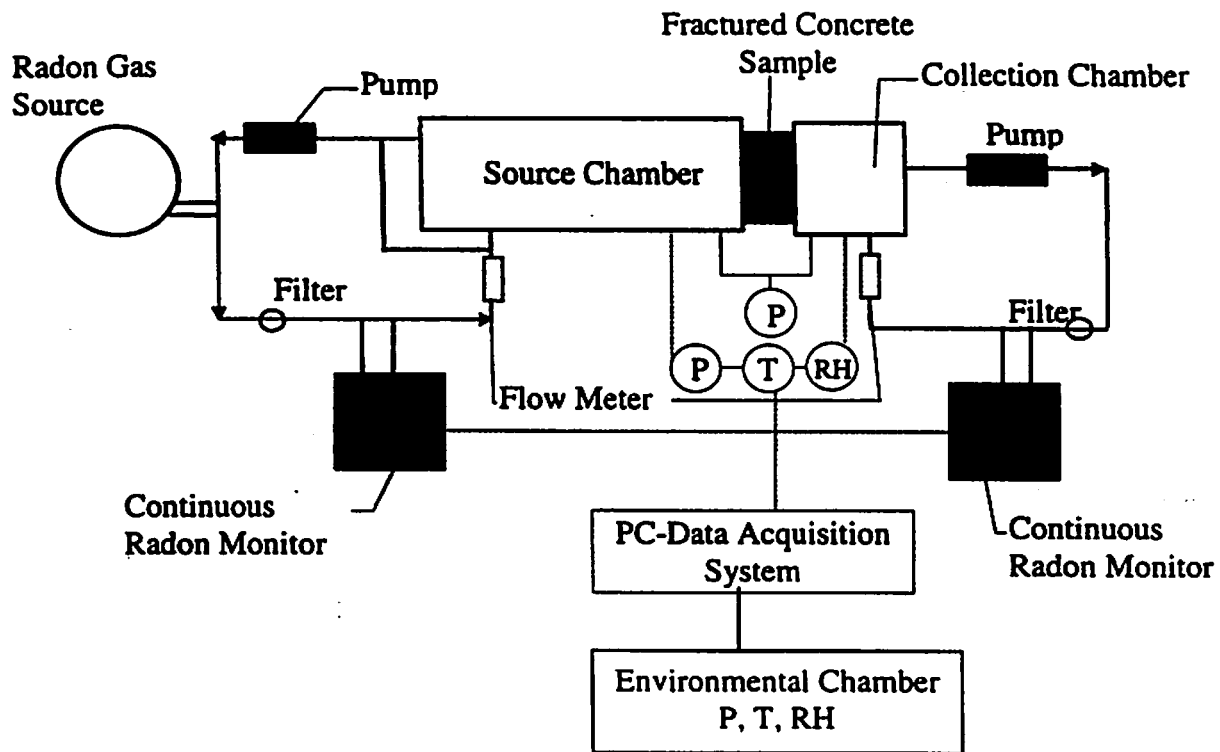 Fractured Concrete
Sample
Radon Gas
Source
Pump
Collection Chamber
Pump
Source Chamber
Filter
P
Filter
P
T
RH
Flow Meter
Continuous
Radon Monitor
PC-Data Acquisition
System
Continuous
Radon Monitor
Environmental Chamber
P, T, RH